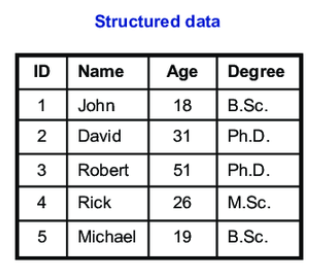 Structured data
ID Name Age Degree
1 John 18 B.Sc.
2 David 31 Ph.D.
3 Robert 51 Ph.D.
4 Rick 26 M.Sc.
5 Michael 19 B.Sc.